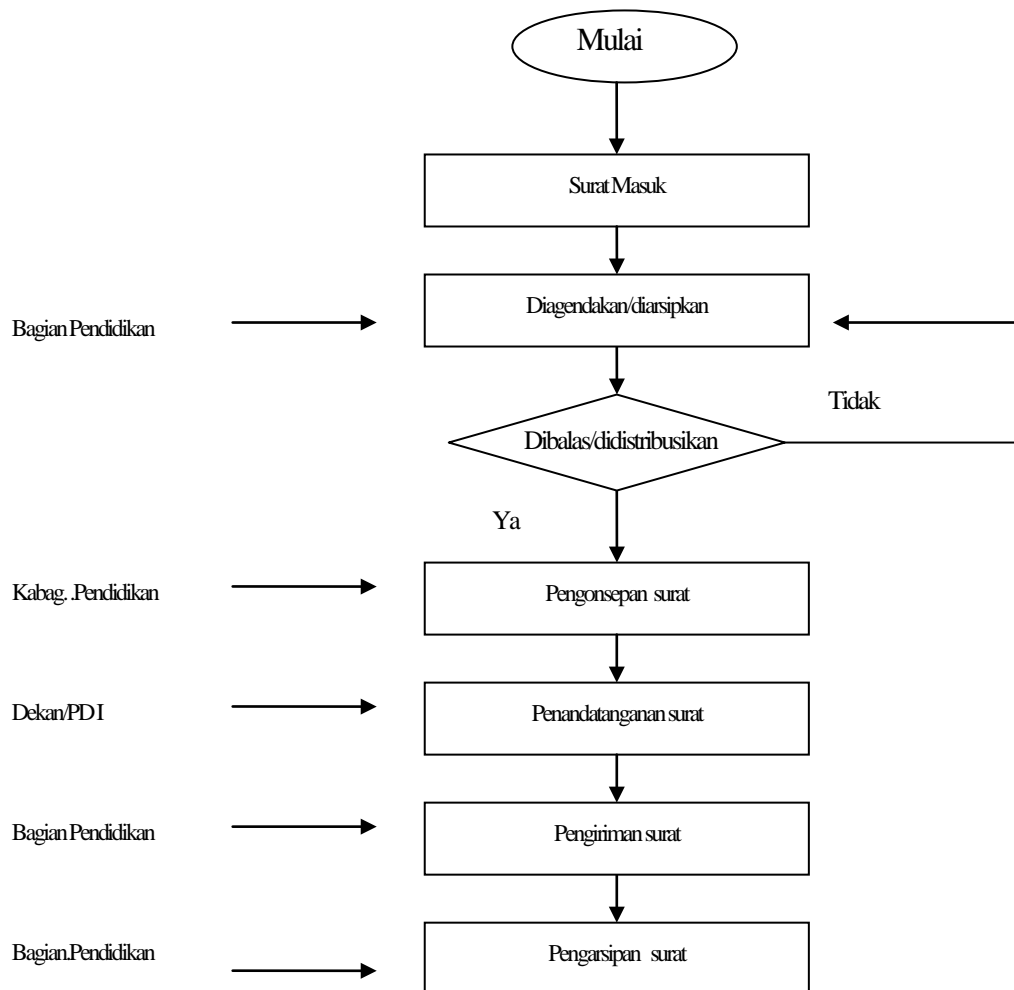 Mulai
Surat Masuk
Diagendakan/diarsipkan
Bagian Pendidikan
Tidak
Dibalas/didistribusikan
Ya
Kabag. .Pendidikan
Pengonsepan surat
Dekan/PD I
Penandatanganan surat
Bagian Pendidikan
Pengiriman surat
Bagian.Pendidikan
Pengarsipan surat